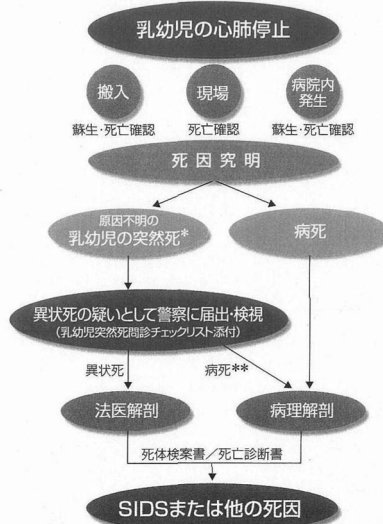 乳幼児の心肺停止
搬入
現場
病院内
発生
蘇生・死亡確認
死亡確認
蘇生・死亡確認
死因究明
原因不明の
乳幼児の突然死*
病死
異状死の疑いとして警察に届出・検視
(乳幼児突然死問診チェックリスト添付)
異状死
病死**
法医解剖
病理解剖
死体検案書／死亡診断書
SIDSまたは他の死因